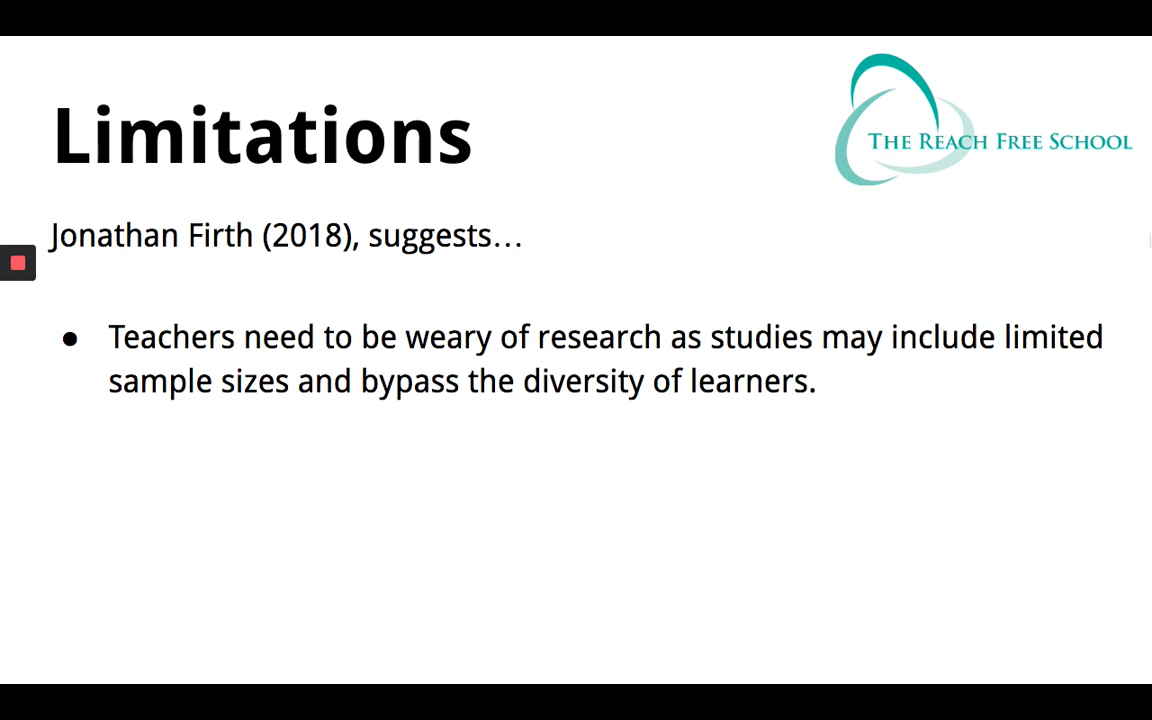 Limitations
THE REACH FREE SCHOOL
Jonathan Firth (2018), suggests…
● Teachers need to be weary of research as studies may include limited
sample sizes and bypass the diversity of learners.